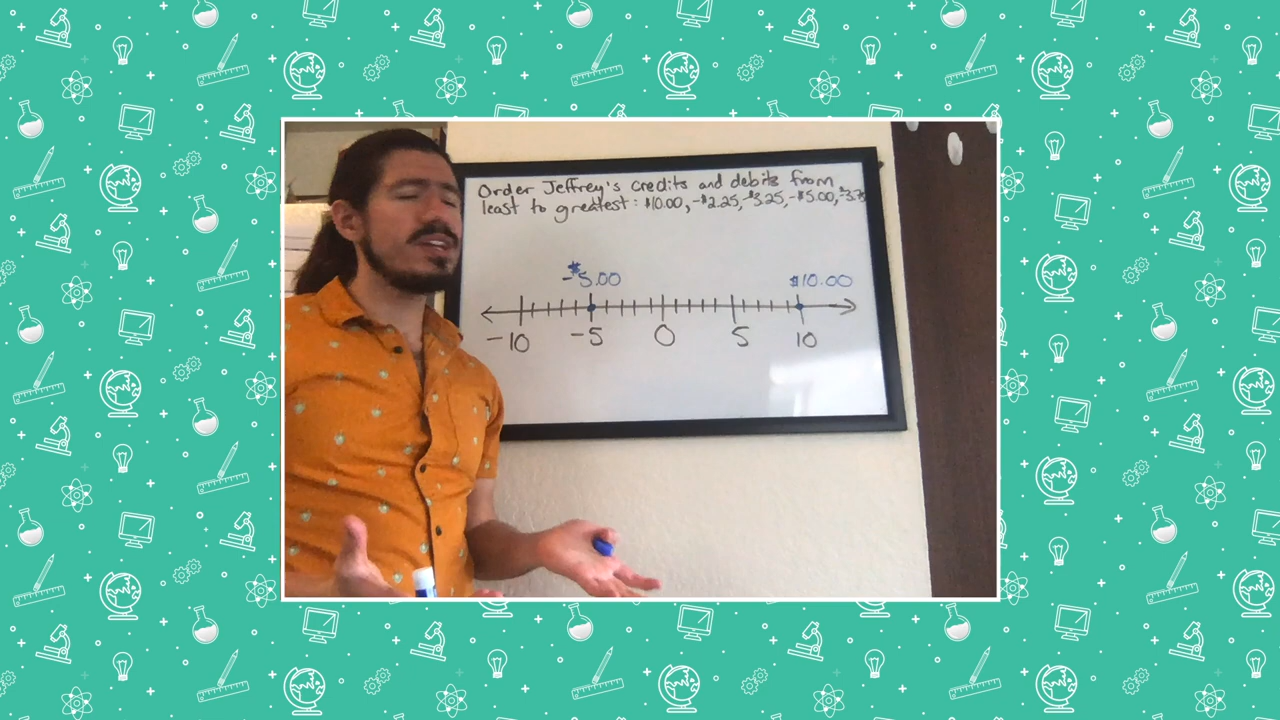 Order Jeffrey's credits and debits from
least to greatest: $10.00, -$2.25, -$3.25, -$5.00,
-$5.00 $10.00
-10 -5 0 5 10